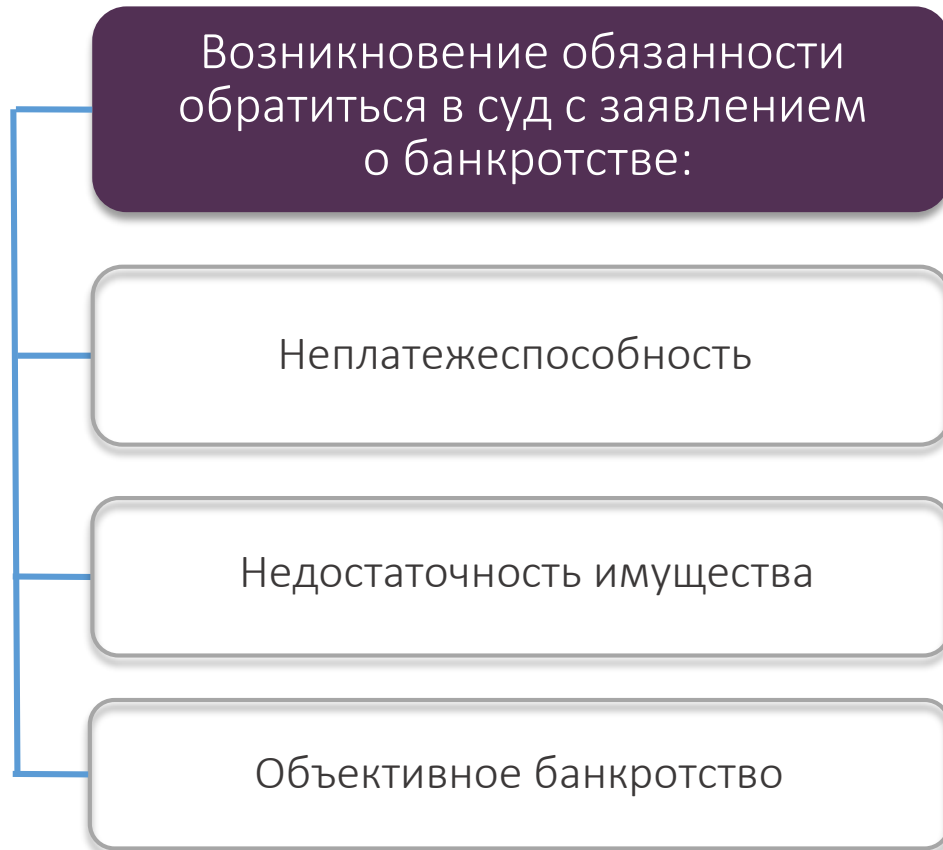 Возникновение обязанности
обратиться в суд с заявлением
о банкротстве:
Неплатежеспособность
Недостаточность имущества
Объективное банкротство